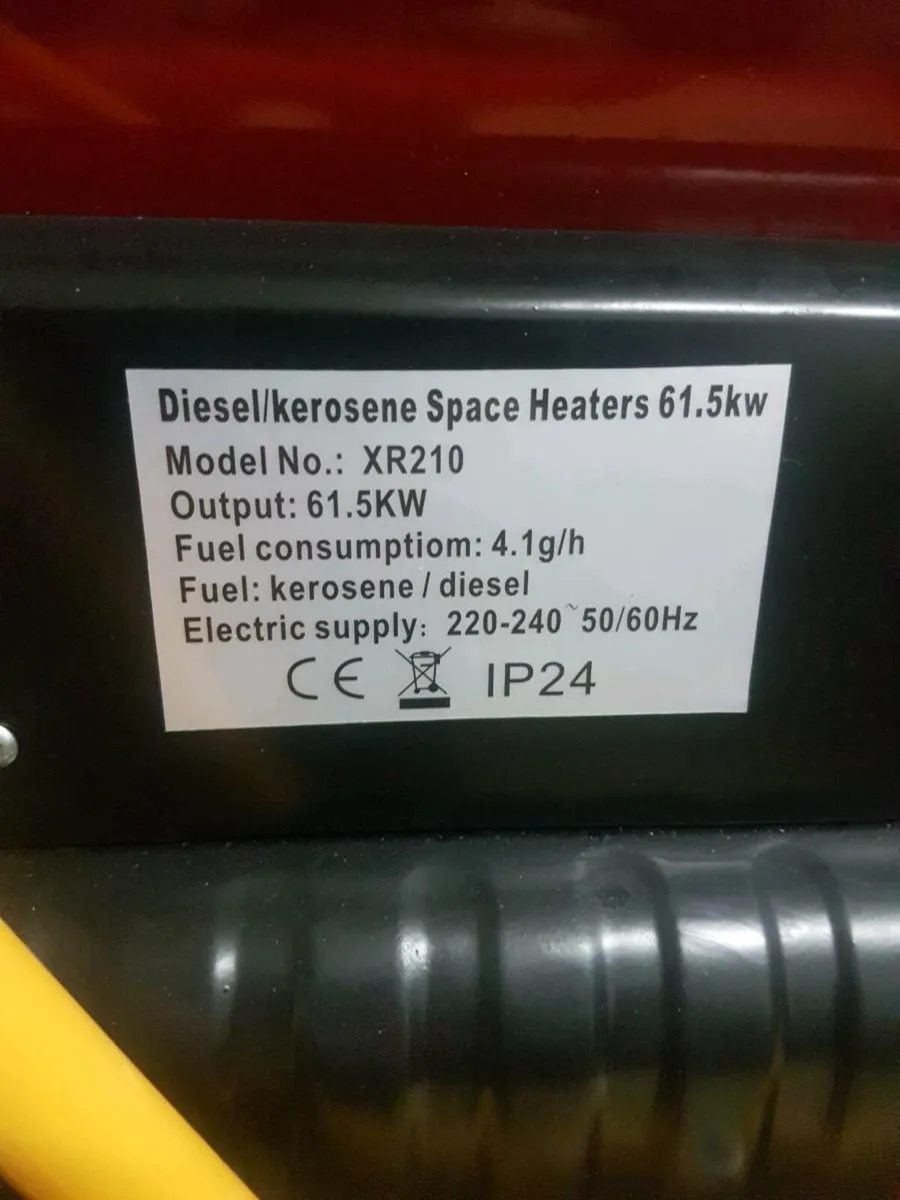 Diesel/kerosene Space Heaters 61.5kw
Model No.: XR210
Output: 61.5KW
Fuel consumptiom: 4.1g/h
Fuel: kerosene / diesel
Electric supply: 220-240~50/60Hz
CE IP24